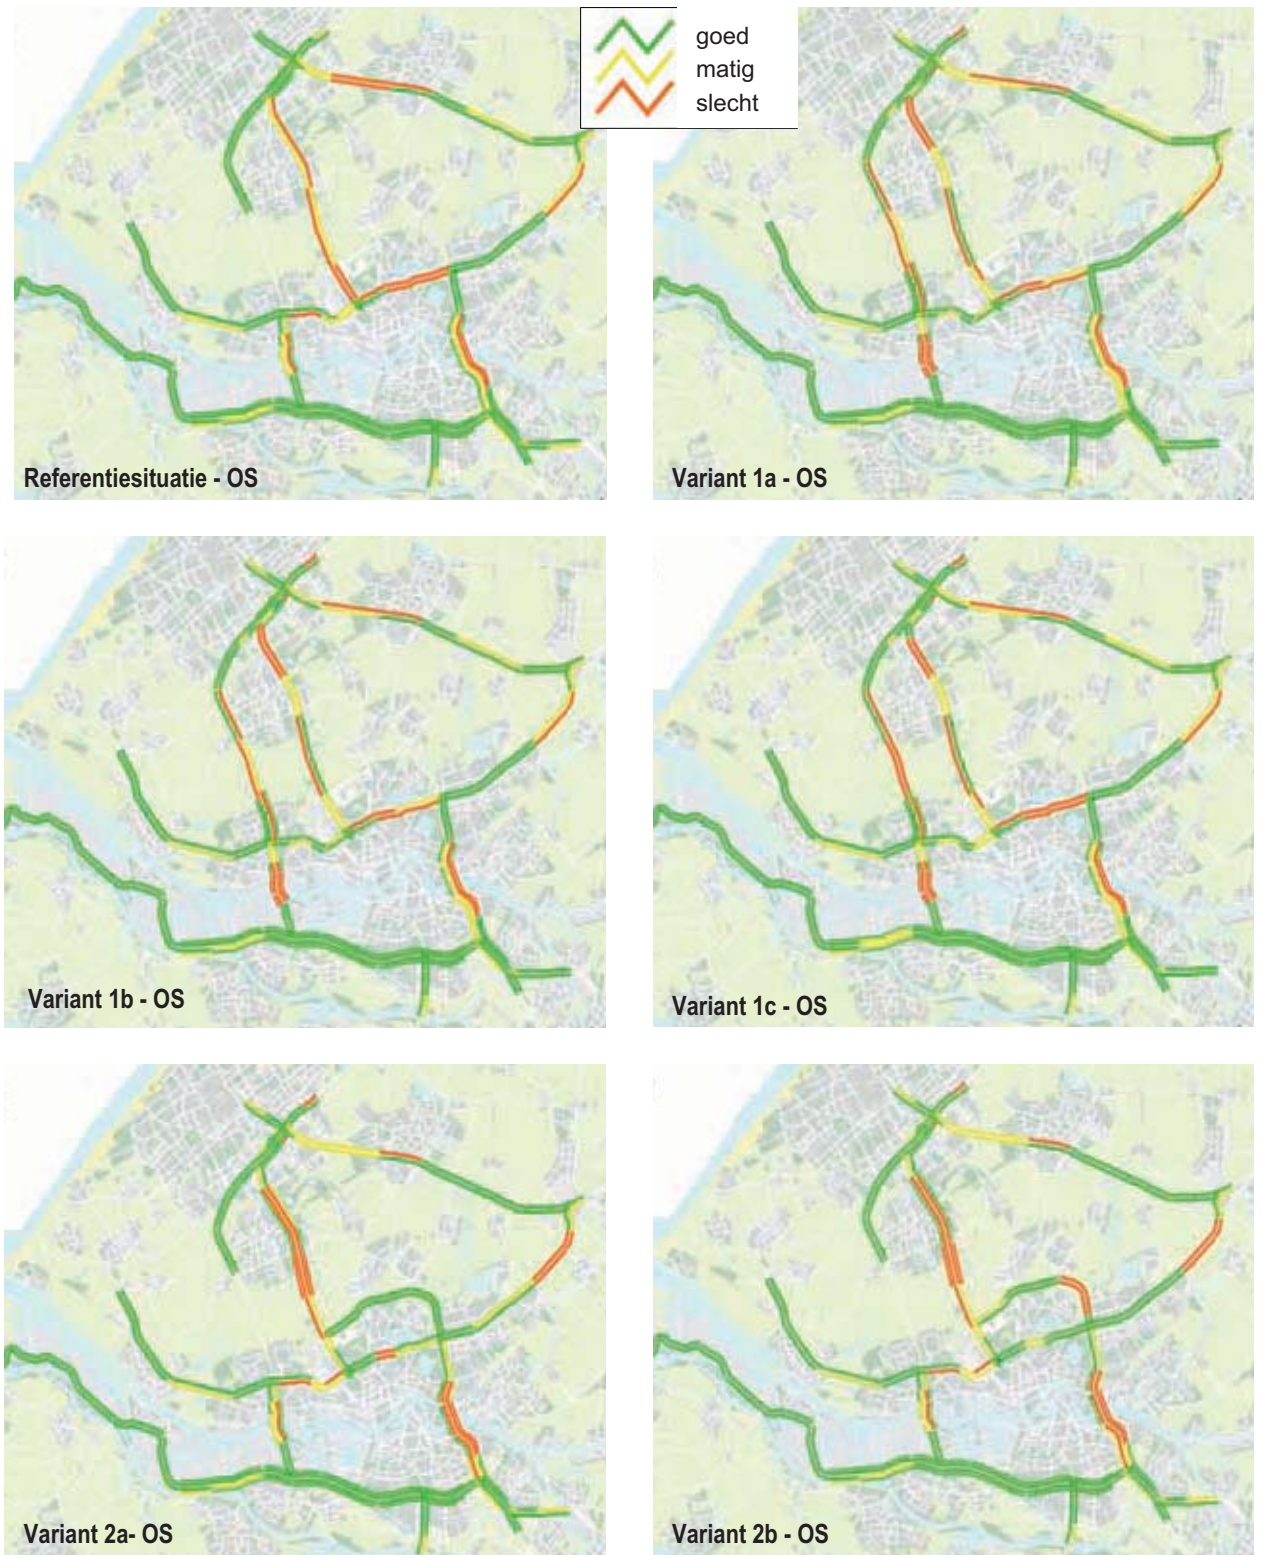 goed
matig
slecht
Referentiesituatie - OS
Variant 1a - OS
Variant 1b - OS
Variant 1c - OS
Variant 2a- OS
Variant 2b - OS